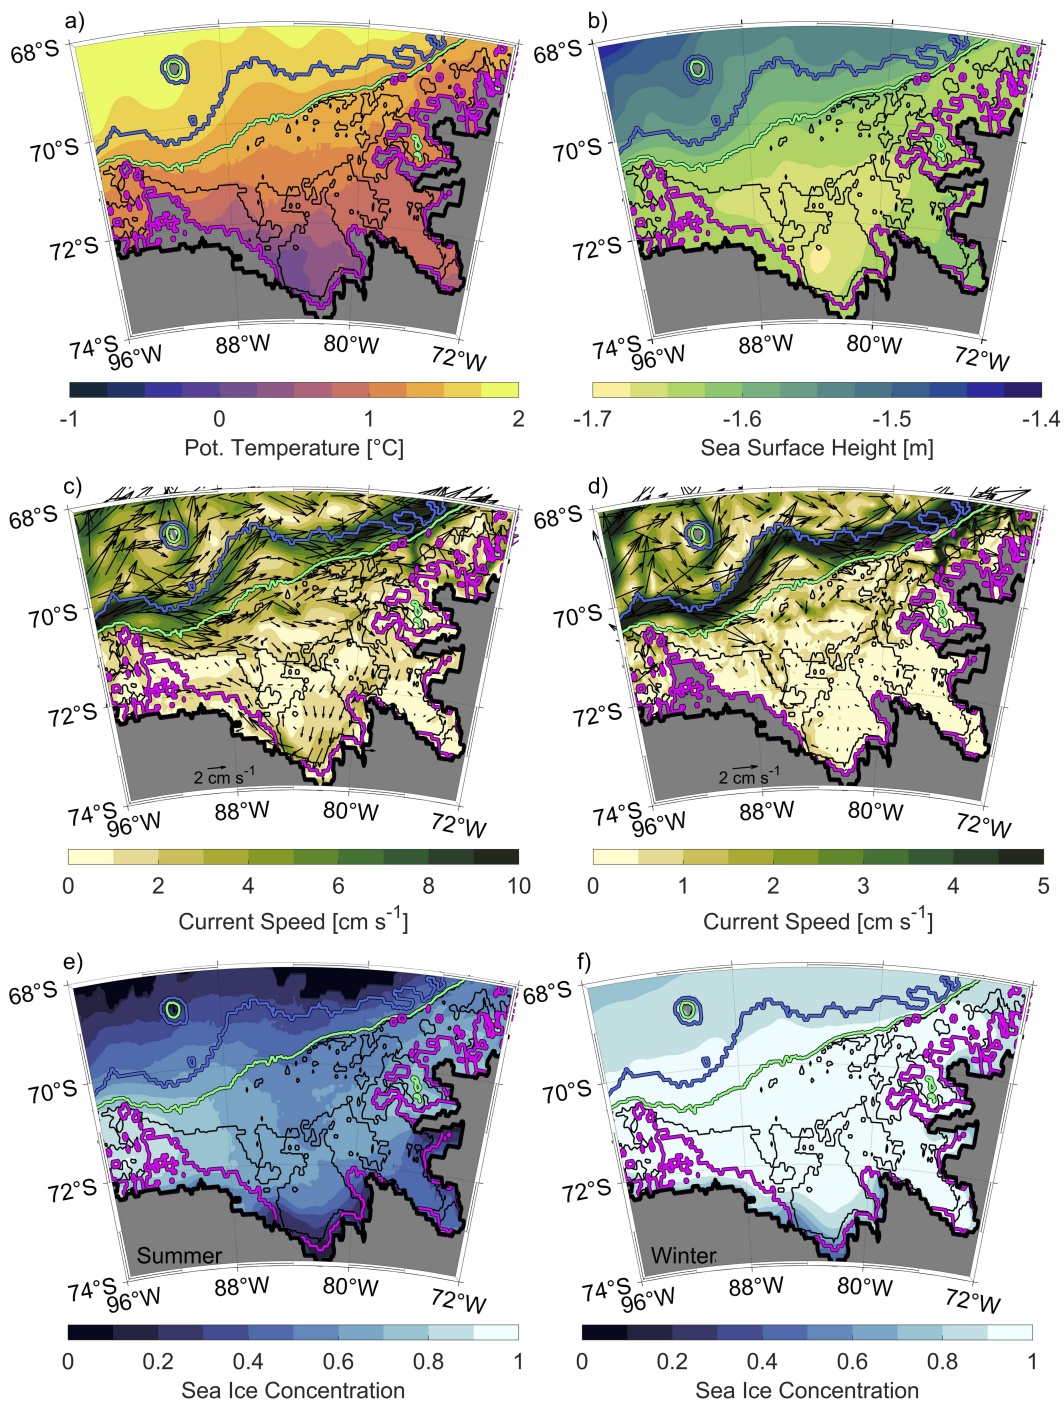 a)
68°S
70°S
72°S
74°S
96°W
88°W
80°W
72°W
-1 0 1 2
Pot. Temperature [°C]
b)
68°S
70°S
72°S
74°S
96°W
88°W
80°W
72°W
-1.7 -1.6 -1.5 -1.4
Sea Surface Height [m]
c)
68°S
70°S
72°S
74°S
2 cm s⁻¹
96°W
88°W
80°W
72°W
0 2 4 6 8 10
Current Speed [cm s⁻¹]
d)
68°S
70°S
72°S
74°S
2 cm s⁻¹
96°W
88°W
80°W
72°W
0 1 2 3 4 5
Current Speed [cm s⁻¹]
e)
68°S
70°S
72°S
74°S
Summer
96°W
88°W
80°W
72°W
0 0.2 0.4 0.6 0.8 1
Sea Ice Concentration
f)
68°S
70°S
72°S
74°S
Winter
96°W
88°W
80°W
72°W
0 0.2 0.4 0.6 0.8 1
Sea Ice Concentration